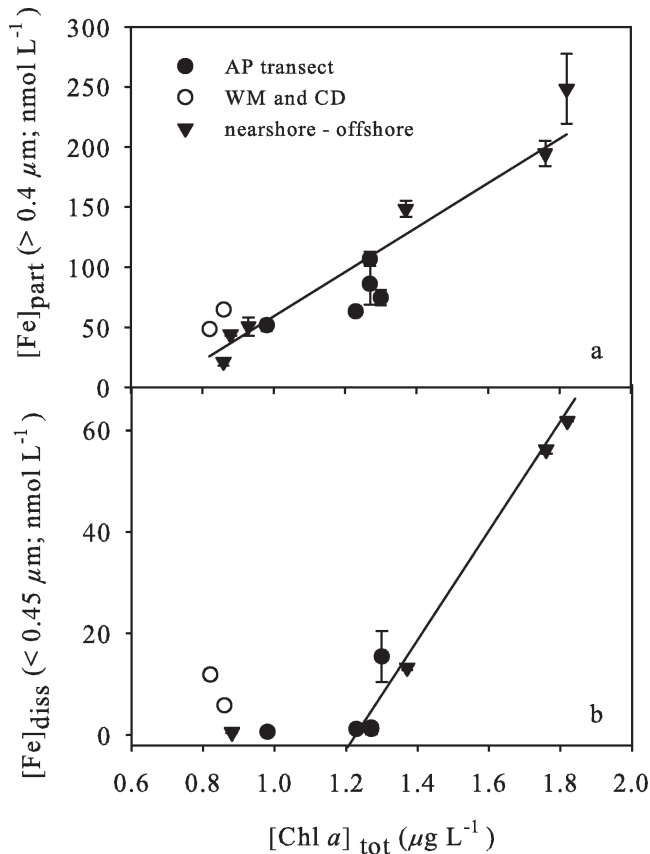 300
a
250
AP transect
WM and CD
200
nearshore - offshore
150
100
50
0
[Fe]part (> 0.4 µm; nmol L-1)
a
60
40
20
0
[Fe]diss (< 0.45 µm; nmol L-1)
b
0.6 0.8 1.0 1.2 1.4 1.6 1.8 2.0
[Chl a] tot (µg L-1)